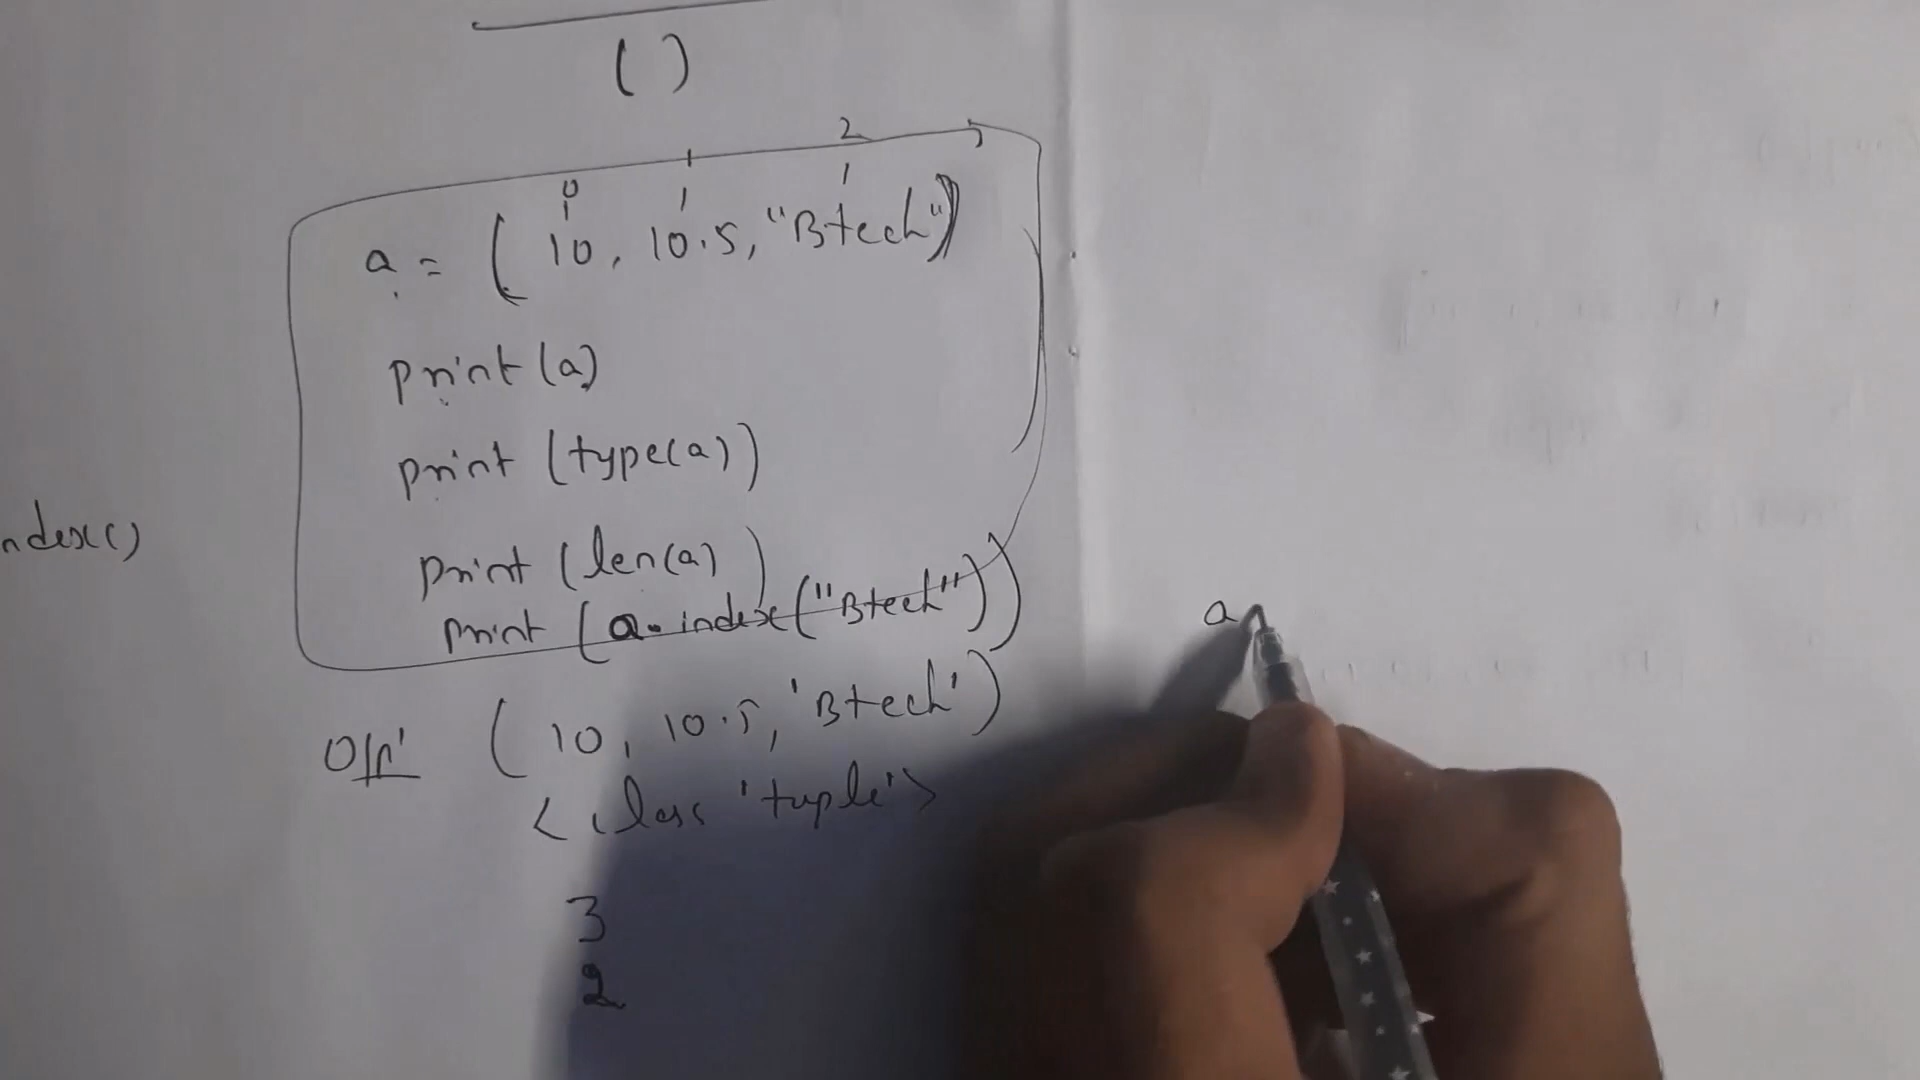 ( )
0 1 2
a = ( 10, 10.5, "Btech")
print (a)
print (type(a))
ndex()
print (len(a))
print (a. index("Btech"))
O/P' ( 10, 10.5, 'Btech')
< class 'tuple'>
3
2
a